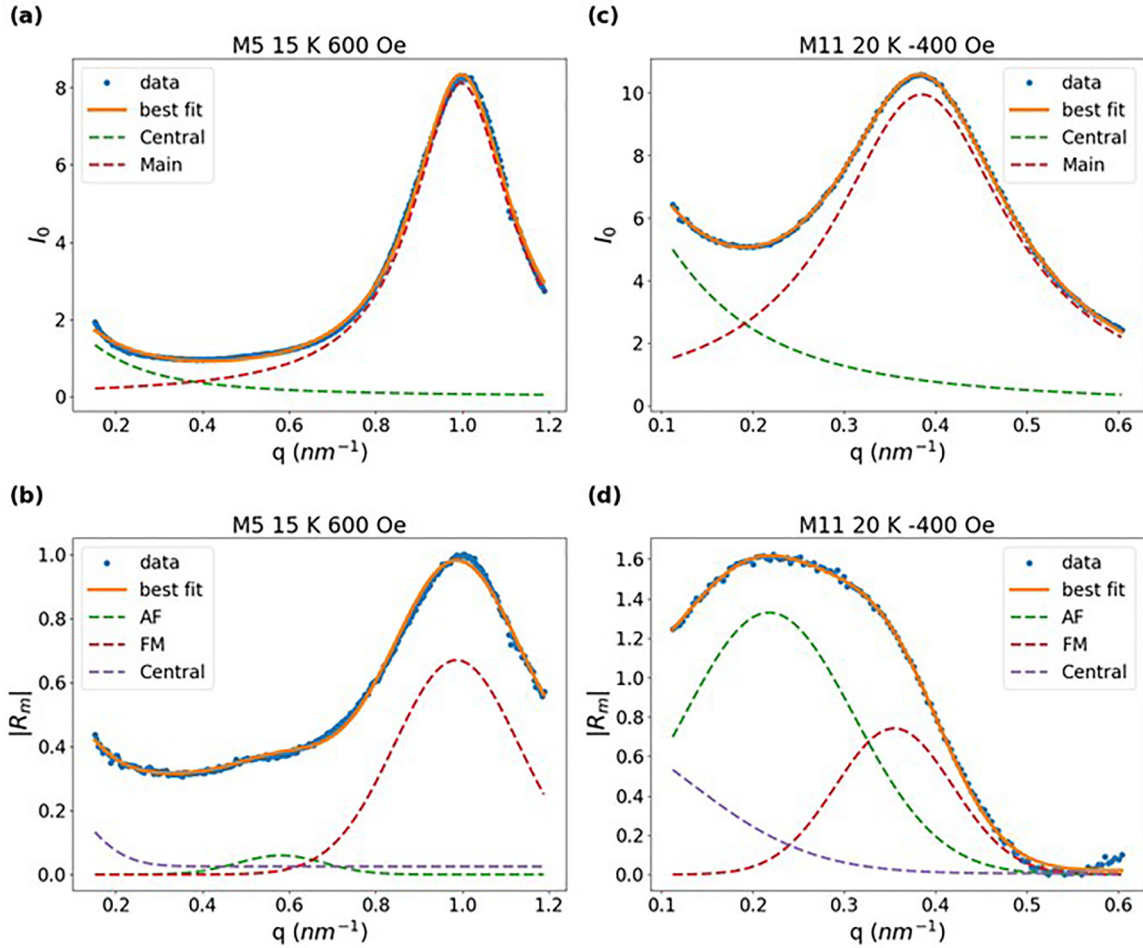 (a)
M5 15 K 600 Oe
data
best fit
Central
Main
I₀
8
6
4
2
0
0.2 0.4 0.6 0.8 1.0 1.2
q (nm⁻¹)
(c)
M11 20 K -400 Oe
data
best fit
Central
Main
I₀
10
8
6
4
2
0
0.1 0.2 0.3 0.4 0.5 0.6
q (nm⁻¹)
(b)
M5 15 K 600 Oe
data
best fit
AF
FM
Central
|Rₘ|
1.0
0.8
0.6
0.4
0.2
0.0
0.2 0.4 0.6 0.8 1.0 1.2
q (nm⁻¹)
(d)
M11 20 K -400 Oe
data
best fit
AF
FM
Central
|Rₘ|
1.6
1.4
1.2
1.0
0.8
0.6
0.4
0.2
0.0
0.1 0.2 0.3 0.4 0.5 0.6
q (nm⁻¹)